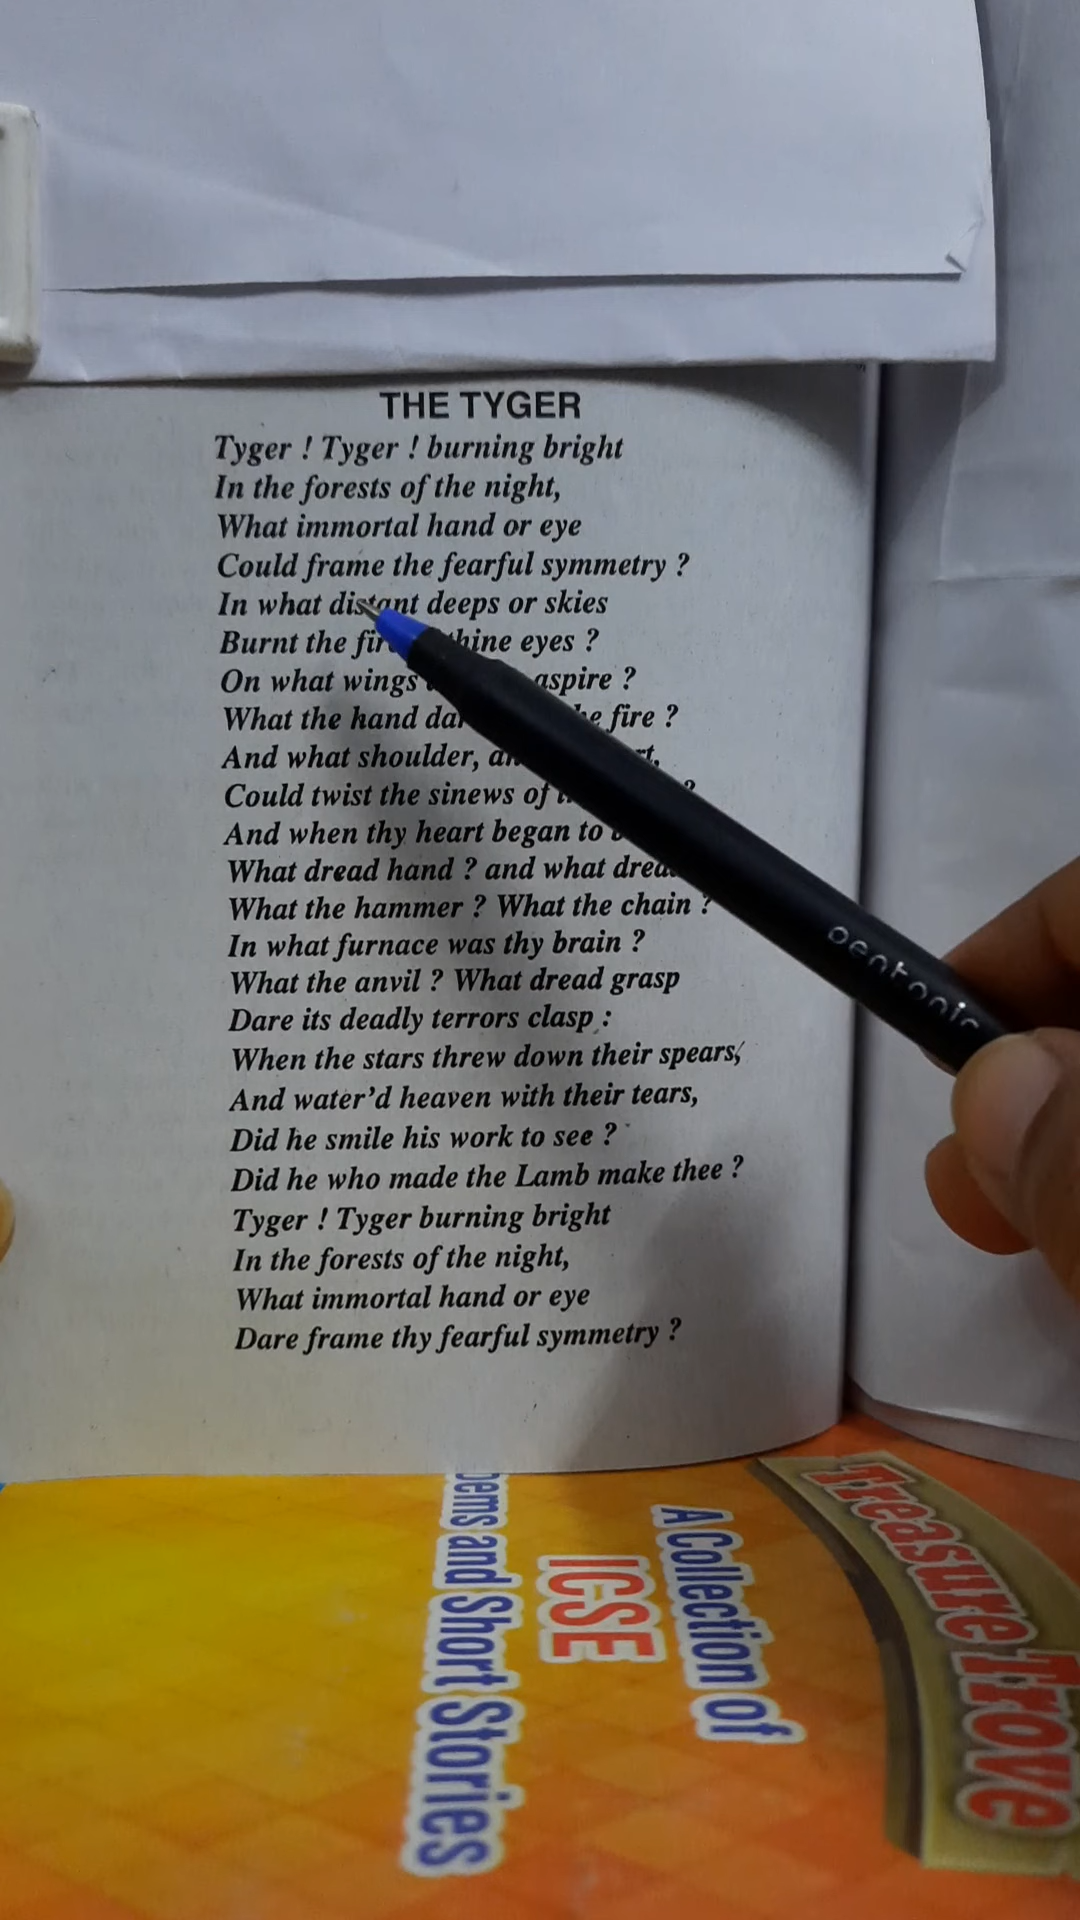 THE TYGER
Tyger ! Tyger ! burning bright
In the forests of the night,
What immortal hand or eye
Could frame the fearful symmetry ?
In what distant deeps or skies
Burnt the thine eyes ?
On what wings aspire ?
What the hand fire ?
And what shoulder,
Could twist the sinews of ?
And when thy heart began to
What dread hand ? and what
What the hammer ? What the chain ?
In what furnace was thy brain ?
What the anvil ? What dread grasp
Dare its deadly terrors clasp :
When the stars threw down their spears,
And water'd heaven with their tears,
Did he smile his work to see ?
Did he who made the Lamb make thee ?
Tyger ! Tyger burning bright
In the forests of the night,
What immortal hand or eye
Dare frame thy fearful symmetry ?
pentonic
Treasure Trove
A Collection of
ICSE
and Short Stories